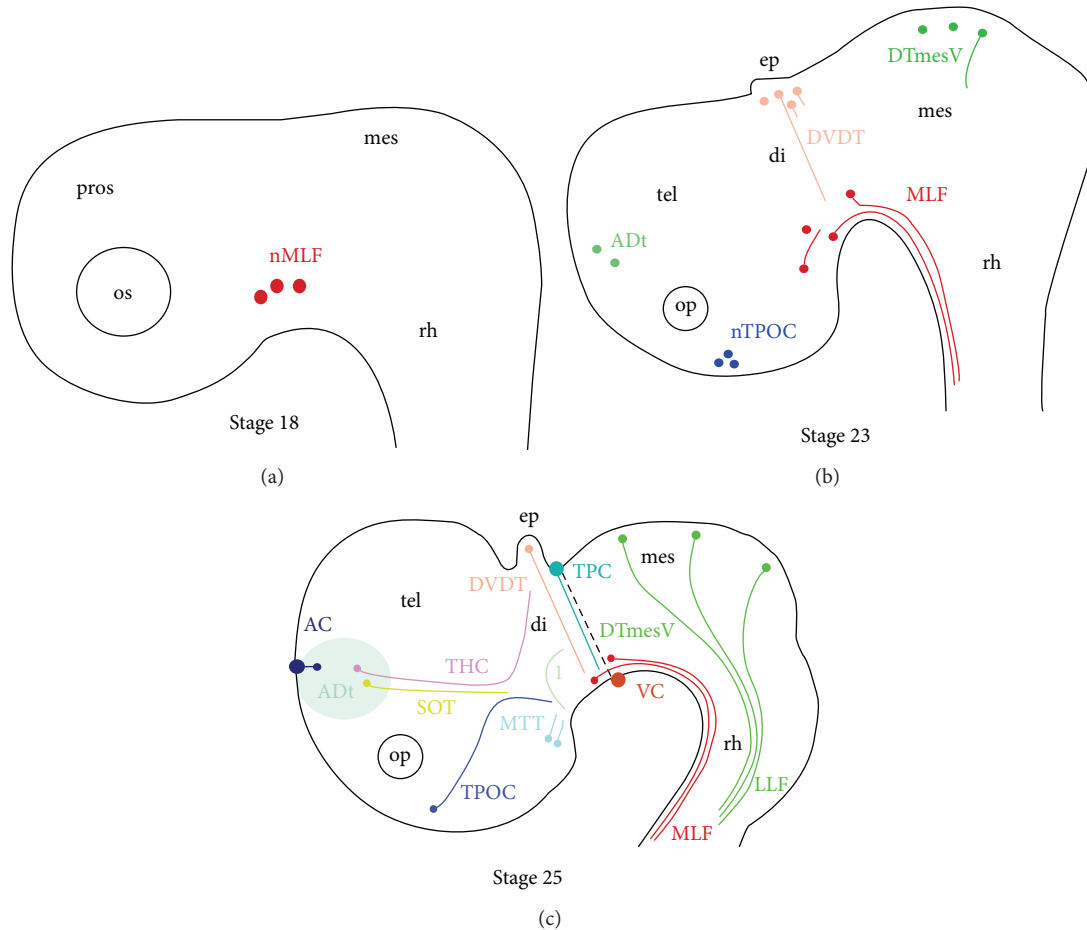 mes
pros
nMLF
os
rh
Stage 18
(a)
ep
DTmesV
mes
DVDT
di
tel
MLF
ADt
rh
op
nTPOC
Stage 23
(b)
ep
mes
TPC
DVDT
tel
AC
di
DTmesV
THC
1
ADt
VC
SOT
MTT
rh
op
LLF
TPOC
MLF
Stage 25
(c)